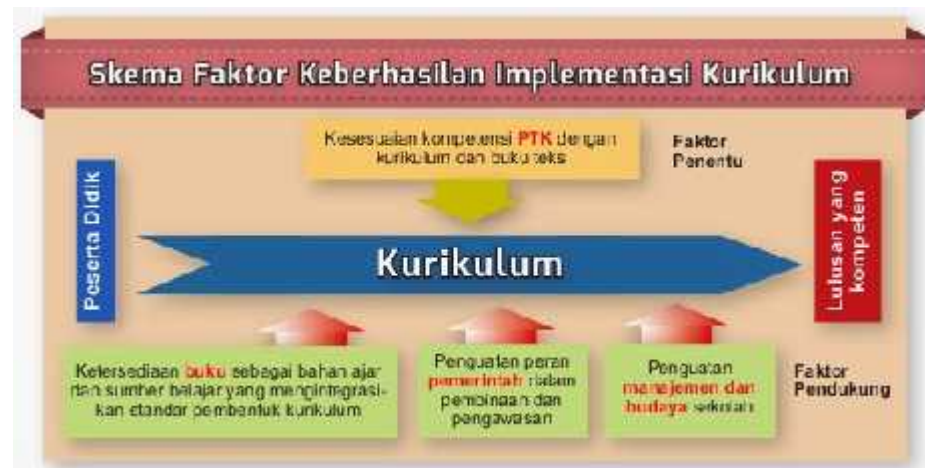 Skema Faktor Keberhasilan Implementasi Kurikulum
Kesesuaian kompetensi PTK dengan
kurikulum dan buku teks
Faktor
Penentu
Peserta Didik
Kurikulum
Lulusan yang
kompeten
Ketersediaan buku sebagai bahan ajar
dan sumber belajar yang mengintegrasi-
kan standar pembentuk kurikulum
Penguatan peran
pemerintah dalam
pembinaan dan
pengawasan
Penguatan
manajemen dan
budaya sekolah
Faktor
Pendukung